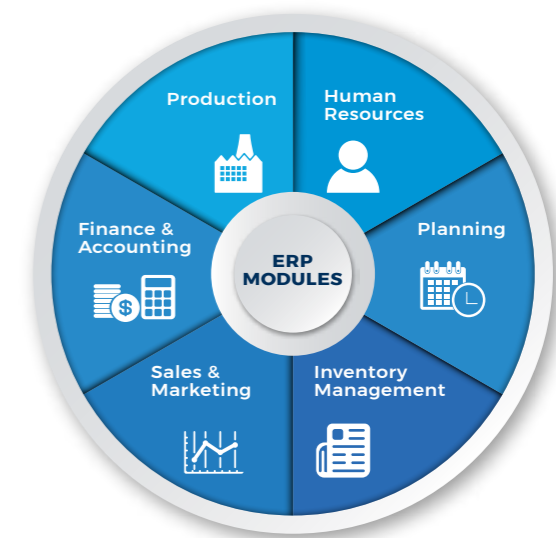 Production
Human
Resources
Finance &
Accounting
Planning
ERP
MODULES
$
Sales &
Marketing
Inventory
Management